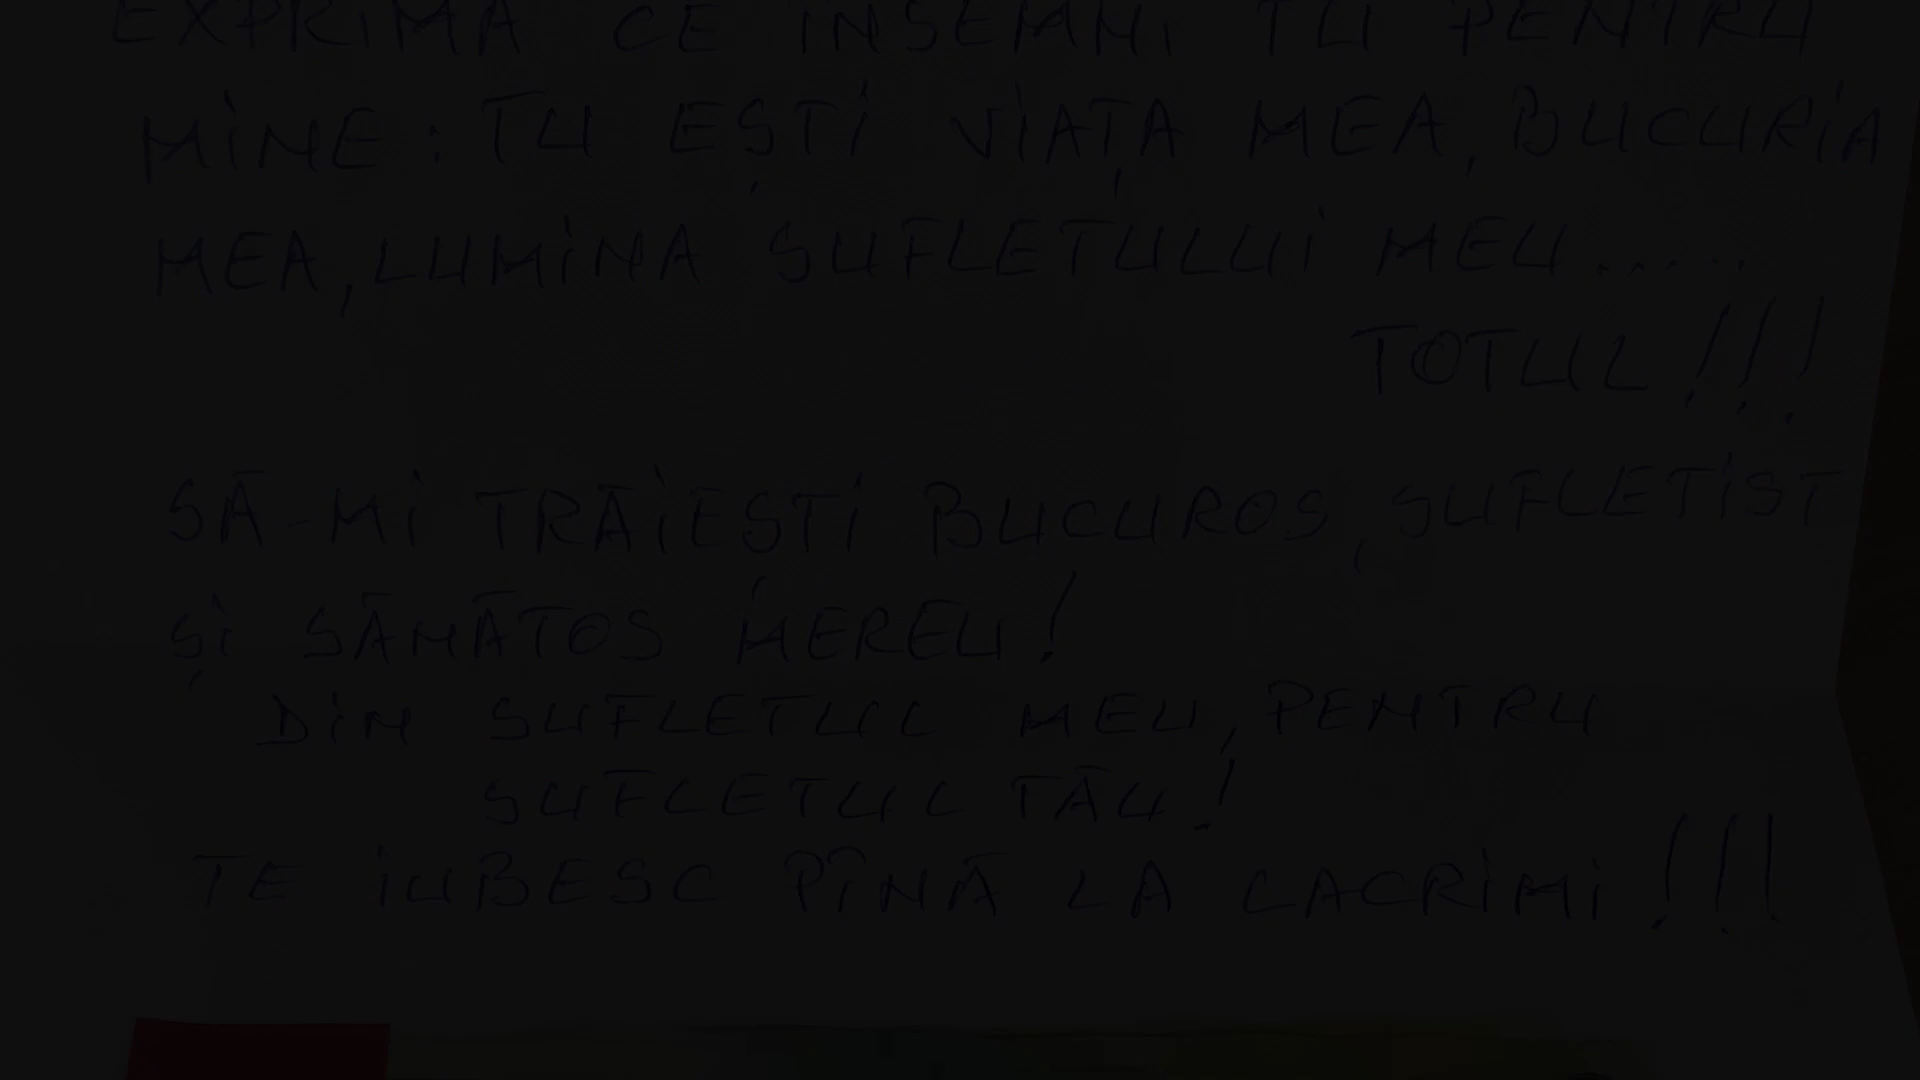 EXPRIMA CE ÎNSEMNI TU PENTRU
MINE: TU EȘTI VIAȚA MEA, BUCURIA
MEA, LUMINA SUFLETULUI MEU.....
TOTUL!!!
SĂ-MI TRĂIEȘTI BUCUROS, SUFLETIST
ȘI SĂNĂTOS MEREU!
DIN SUFLETUL MEU, PENTRU
SUFLETUL TĂU!
TE IUBESC PÎNĂ LA LACRIMI!!!